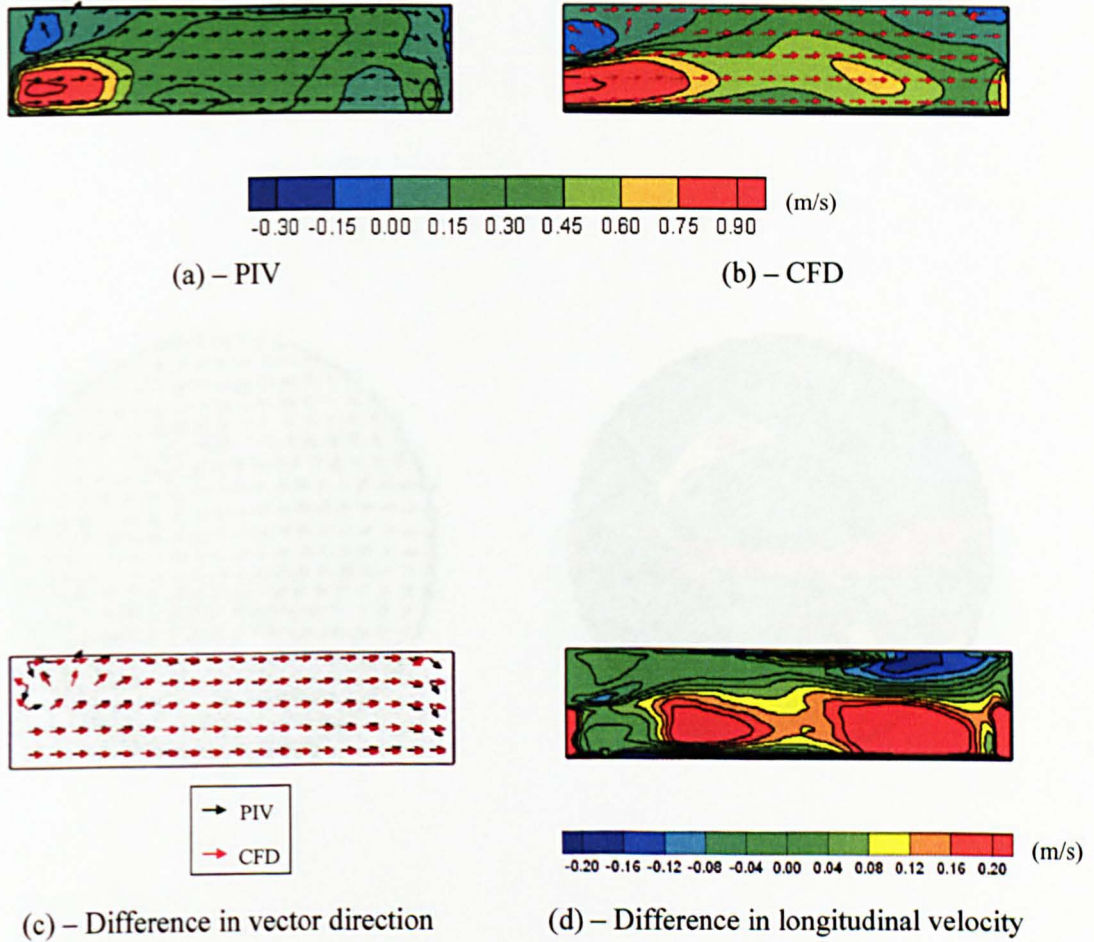 -0.30 -0.15 0.00 0.15 0.30 0.45 0.60 0.75 0.90 (m/s)
(a) – PIV
(b) – CFD
PIV
CFD
-0.20 -0.16 -0.12 -0.08 -0.04 0.00 0.04 0.08 0.12 0.16 0.20 (m/s)
(c) – Difference in vector direction
(d) – Difference in longitudinal velocity